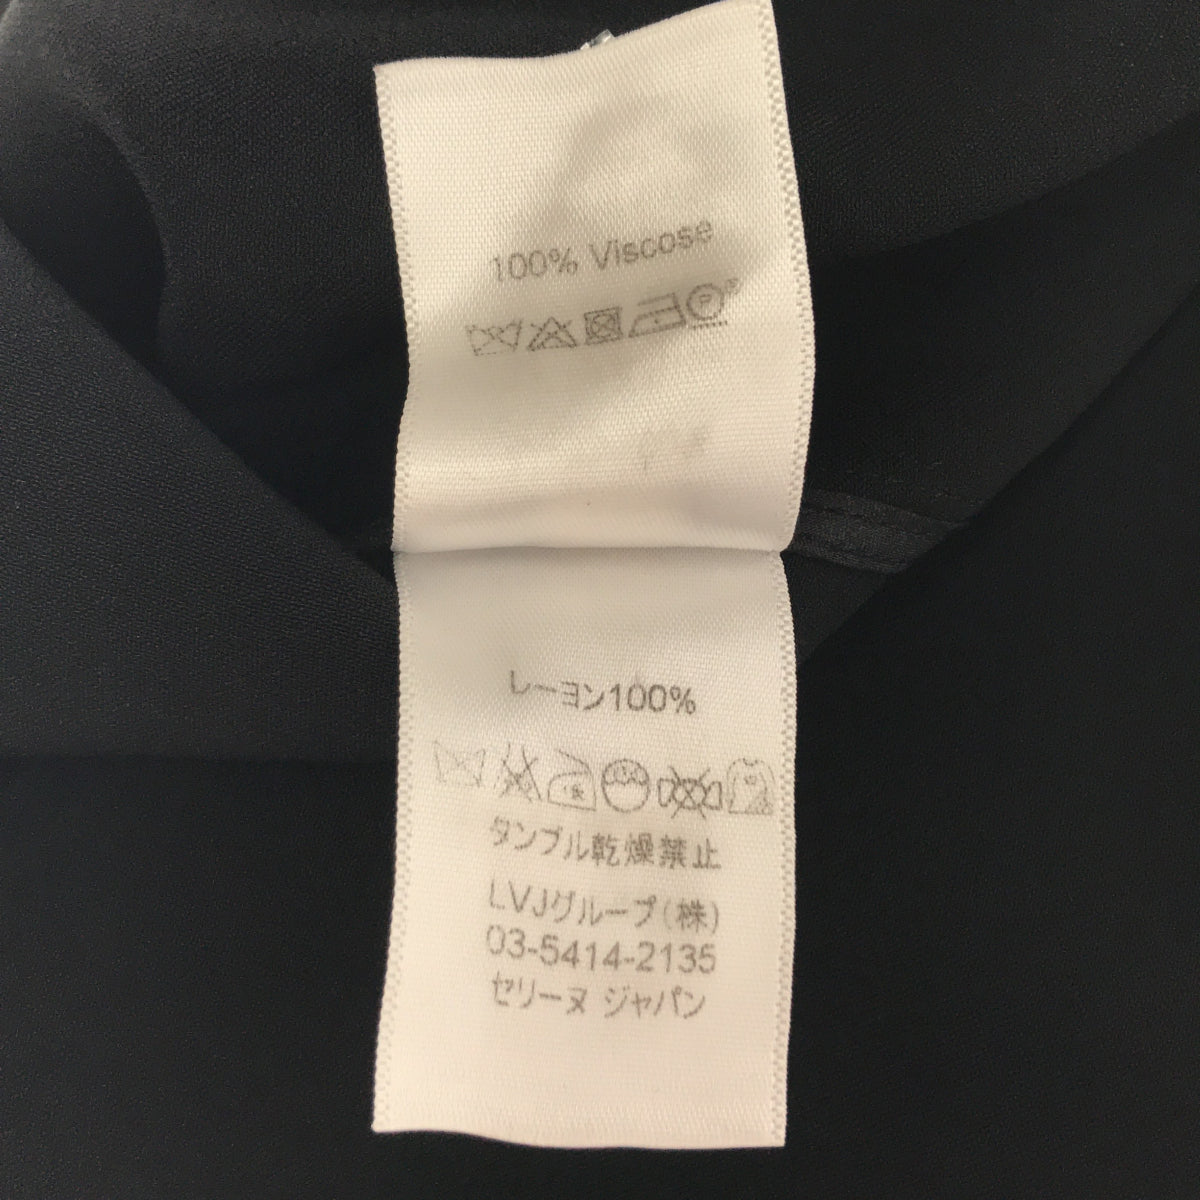 100% Viscose
P
レーヨン100%
タンブル乾燥禁止
LVJグループ(株)
03-5414-2135
セリーヌ ジャパン